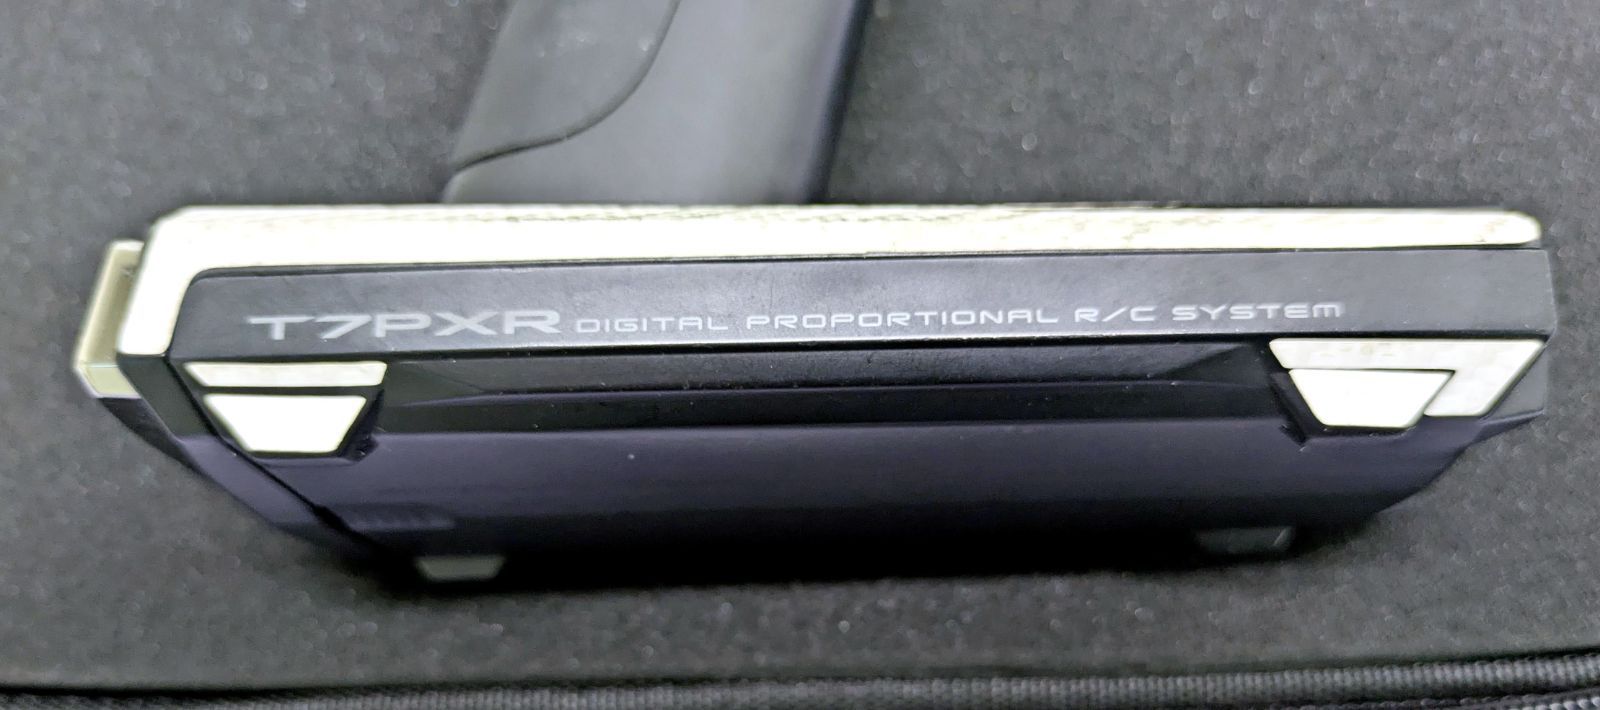 T7PXR DIGITAL PROPORTIONAL R/C SYSTEM